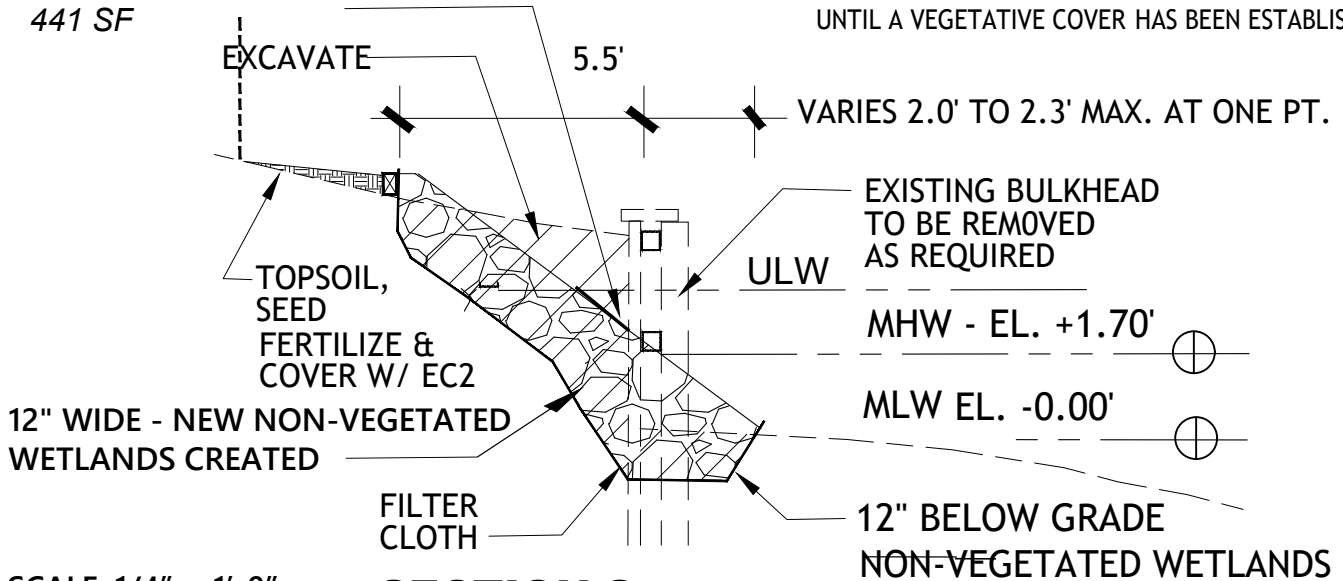 441 SF
UNTIL A VEGETATIVE COVER HAS BEEN ESTABLIS
EXCAVATE
5.5'
VARIES 2.0' TO 2.3' MAX. AT ONE PT.
EXISTING BULKHEAD
TO BE REMOVED
AS REQUIRED
ULW
TOPSOIL,
SEED
FERTILIZE &
COVER W/ EC2
MHW - EL. +1.70'
MLW EL. -0.00'
12" WIDE - NEW NON-VEGETATED
WETLANDS CREATED
FILTER
CLOTH
12" BELOW GRADE
NON-VEGETATED WETLANDS